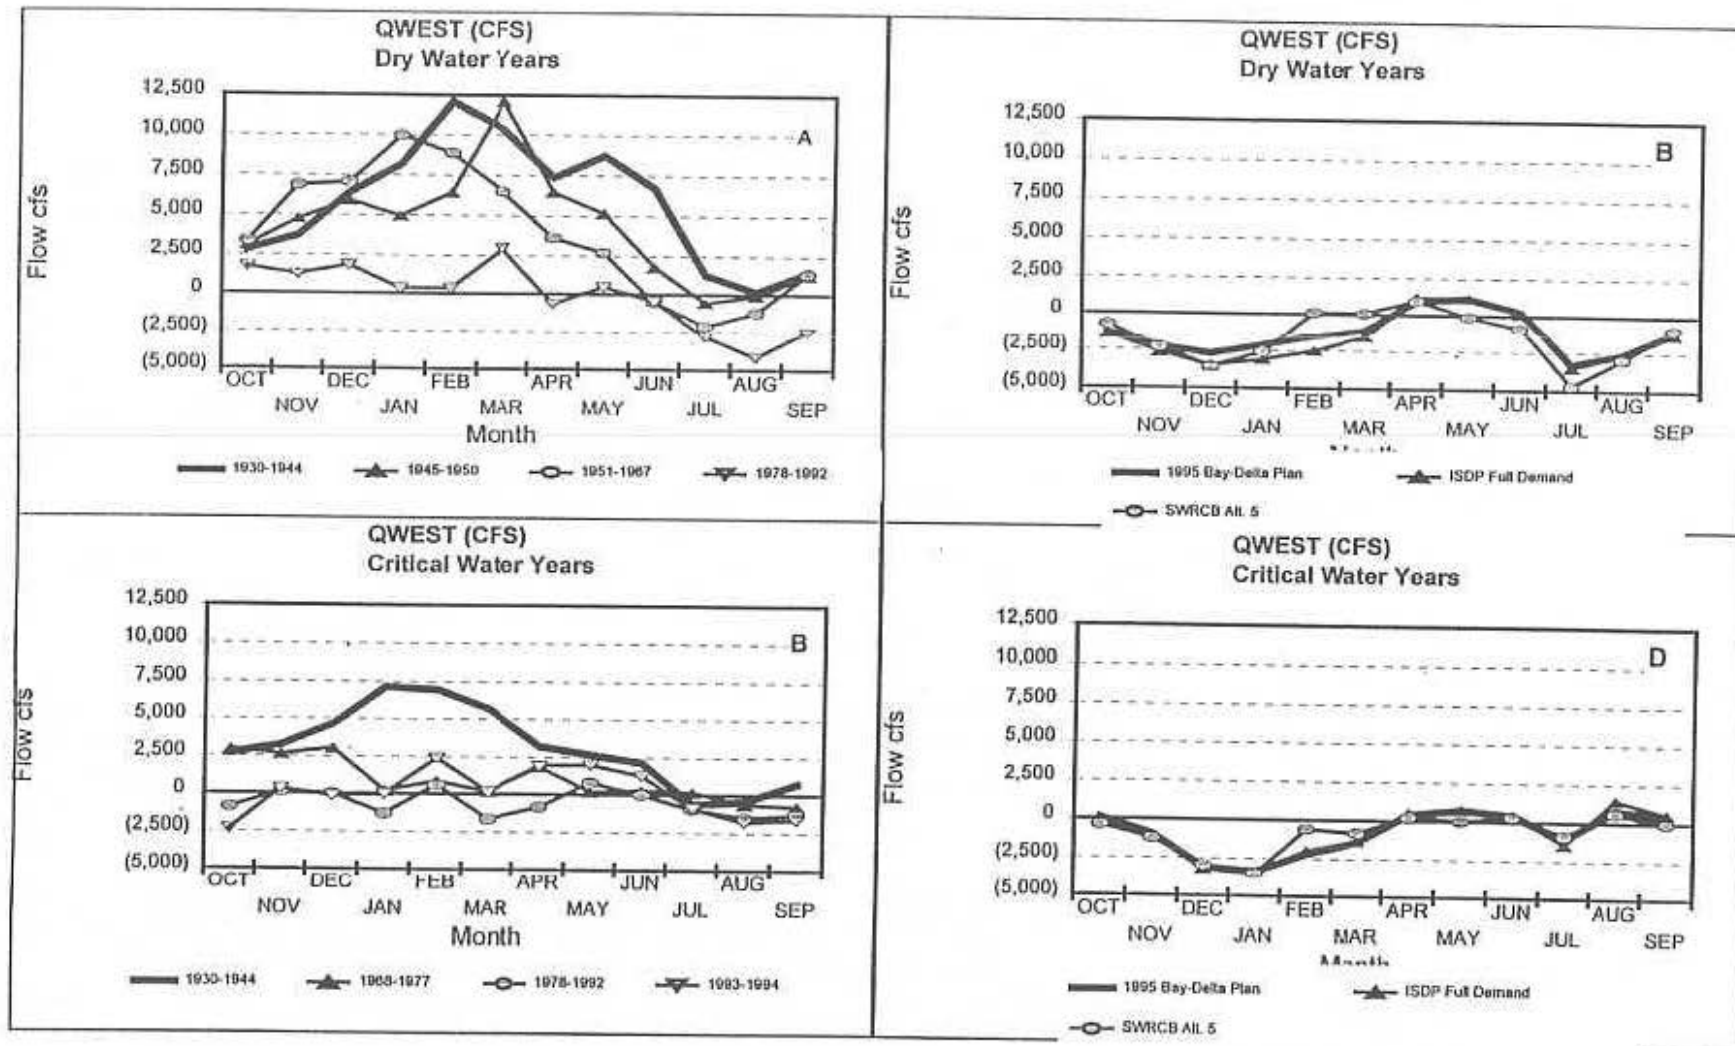 QWEST (CFS)
Dry Water Years
12,500
10,000
7,500
5,000
2,500
0
(2,500)
(5,000)
Flow cfs
A
OCT DEC FEB APR JUN AUG
NOV JAN MAR MAY JUL SEP
Month
1930-1944 1945-1950 1951-1967 1978-1992
QWEST (CFS)
Dry Water Years
12,500
10,000
7,500
5,000
2,500
0
(2,500)
(5,000)
Flow cfs
B
OCT DEC FEB APR JUN AUG
NOV JAN MAR MAY JUL SEP
1995 Bay-Delta Plan ISDP Full Demand
SWRCB Alt. 5
QWEST (CFS)
Critical Water Years
12,500
10,000
7,500
5,000
2,500
0
(2,500)
(5,000)
Flow cfs
B
OCT DEC FEB APR JUN AUG
NOV JAN MAR MAY JUL SEP
Month
1930-1944 1968-1977 1978-1992 1993-1994
QWEST (CFS)
Critical Water Years
12,500
10,000
7,500
5,000
2,500
0
(2,500)
(5,000)
Flow cfs
D
OCT DEC FEB APR JUN AUG
NOV JAN MAR MAY JUL SEP
1995 Bay-Delta Plan ISDP Full Demand
SWRCB Alt. 5